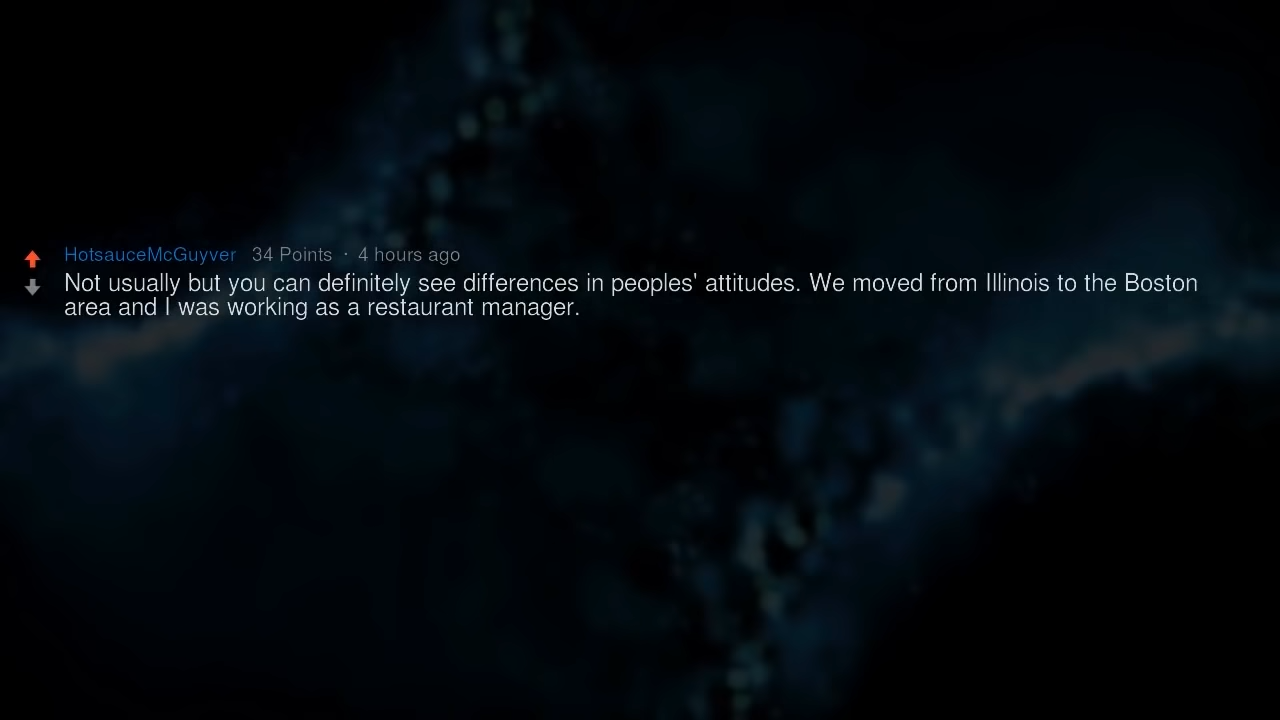 HotsauceMcGuyver 34 Points · 4 hours ago
Not usually but you can definitely see differences in peoples' attitudes. We moved from Illinois to the Boston
area and I was working as a restaurant manager.